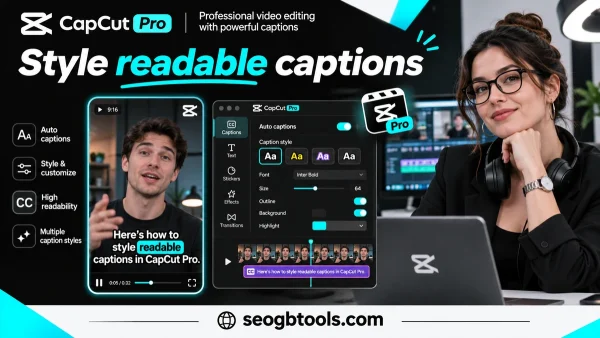 CapCut Pro
Professional video editing
with powerful captions
Style readable captions
Auto
captions
Style &
customize
High
readability
Multiple
caption styles
9:16
Here's how to
style readable
captions in CapCut Pro.
0:05 / 0:32
CapCut Pro
Captions
Text
Stickers
Effects
Transitions
Auto captions
Caption style
Aa Aa Aa Aa
Font Inter Bold
Size 64
Outline
Background
Highlight
Here's how to style readable captions in CapCut Pro.
Pro
seogbtools.com